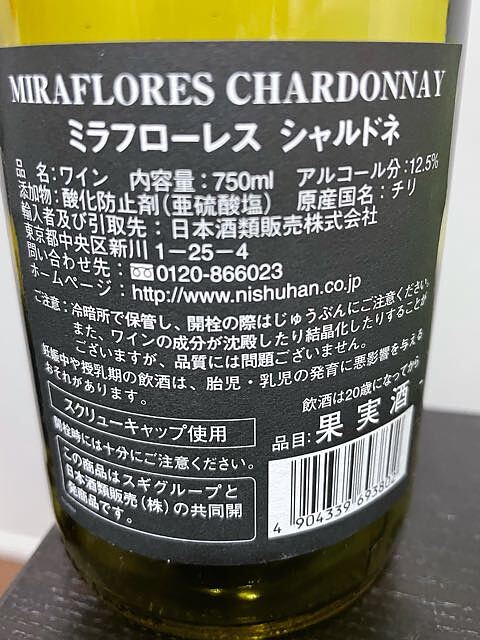 MIRAFLORES CHARDONNAY
ミラフローレス シャルドネ
品 名：ワイン 内容量：750ml アルコール分：12.5%
添加物：酸化防止剤（亜硫酸塩） 原産国名：チリ
輸入者及び引取先：日本酒類販売株式会社
東京都中央区新川 1－25－4
問い合わせ先：0120-866023
ホームページ：http://www.nishuhan.co.jp
ご注意：冷暗所で保管し、開栓の際はじゅうぶんにご注意ください。
また、ワインの成分が沈殿したり結晶化したりすることが
ございますが、品質には問題ございません。
妊娠中や授乳期の飲酒は、胎児・乳児の発育に悪影響を与える
おそれがあります。
飲酒は20歳になってから
スクリューキャップ使用
品目：果実酒
開栓時には十分にご注意ください。
この商品はスギグループと
日本酒類販売（株）の共同開
発商品です。
4 904339 69380